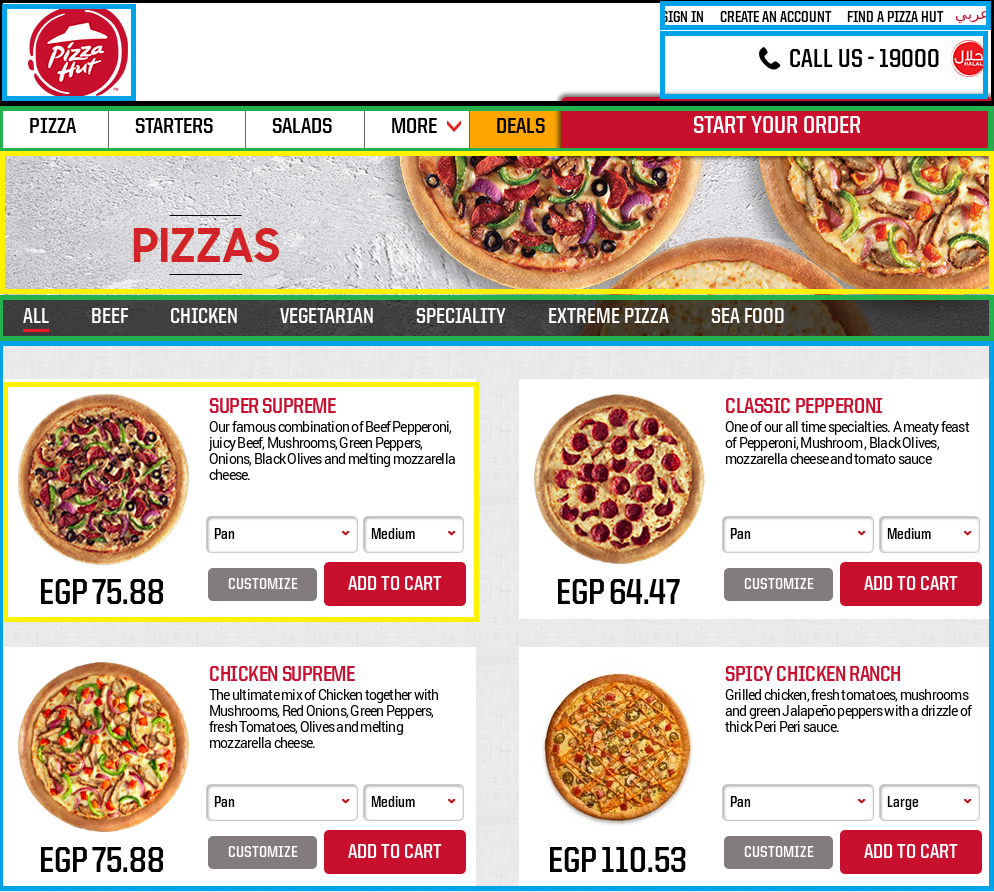 Pizza
Hut
SIGN IN CREATE AN ACCOUNT FIND A PIZZA HUT عربي
CALL US - 19000 حلال HALAL
PIZZA STARTERS SALADS MORE DEALS START YOUR ORDER
PIZZAS
ALL BEEF CHICKEN VEGETARIAN SPECIALITY EXTREME PIZZA SEA FOOD
SUPER SUPREME
Our famous combination of Beef Pepperoni,
juicy Beef, Mushrooms, Green Peppers,
Onions, Black Olives and melting mozzarella
cheese.
Pan Medium
EGP 75.88 CUSTOMIZE ADD TO CART
CLASSIC PEPPERONI
One of our all time specialties. A meaty feast
of Pepperoni, Mushroom, Black Olives,
mozzarella cheese and tomato sauce
Pan Medium
EGP 64.47 CUSTOMIZE ADD TO CART
CHICKEN SUPREME
The ultimate mix of Chicken together with
Mushrooms, Red Onions, Green Peppers,
fresh Tomatoes, Olives and melting
mozzarella cheese.
Pan Medium
EGP 75.88 CUSTOMIZE ADD TO CART
SPICY CHICKEN RANCH
Grilled chicken, fresh tomatoes, mushrooms
and green Jalapeño peppers with a drizzle of
thick Peri Peri sauce.
Pan Large
EGP 110.53 CUSTOMIZE ADD TO CART